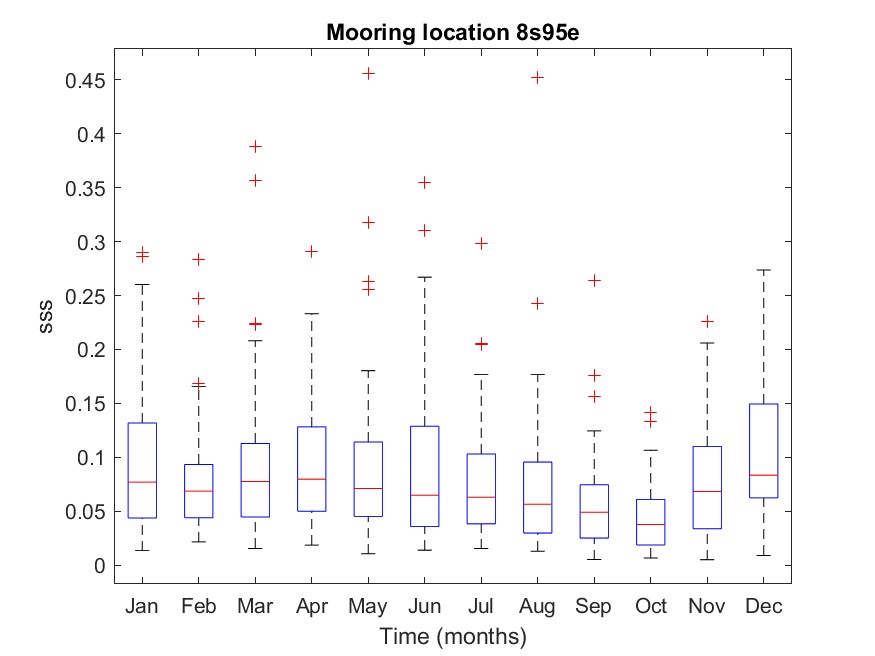 Mooring location 8s95e
0.45
0.4
0.35
0.3
0.25
0.2
0.15
0.1
0.05
0
sss
Jan Feb Mar Apr May Jun Jul Aug Sep Oct Nov Dec
Time (months)